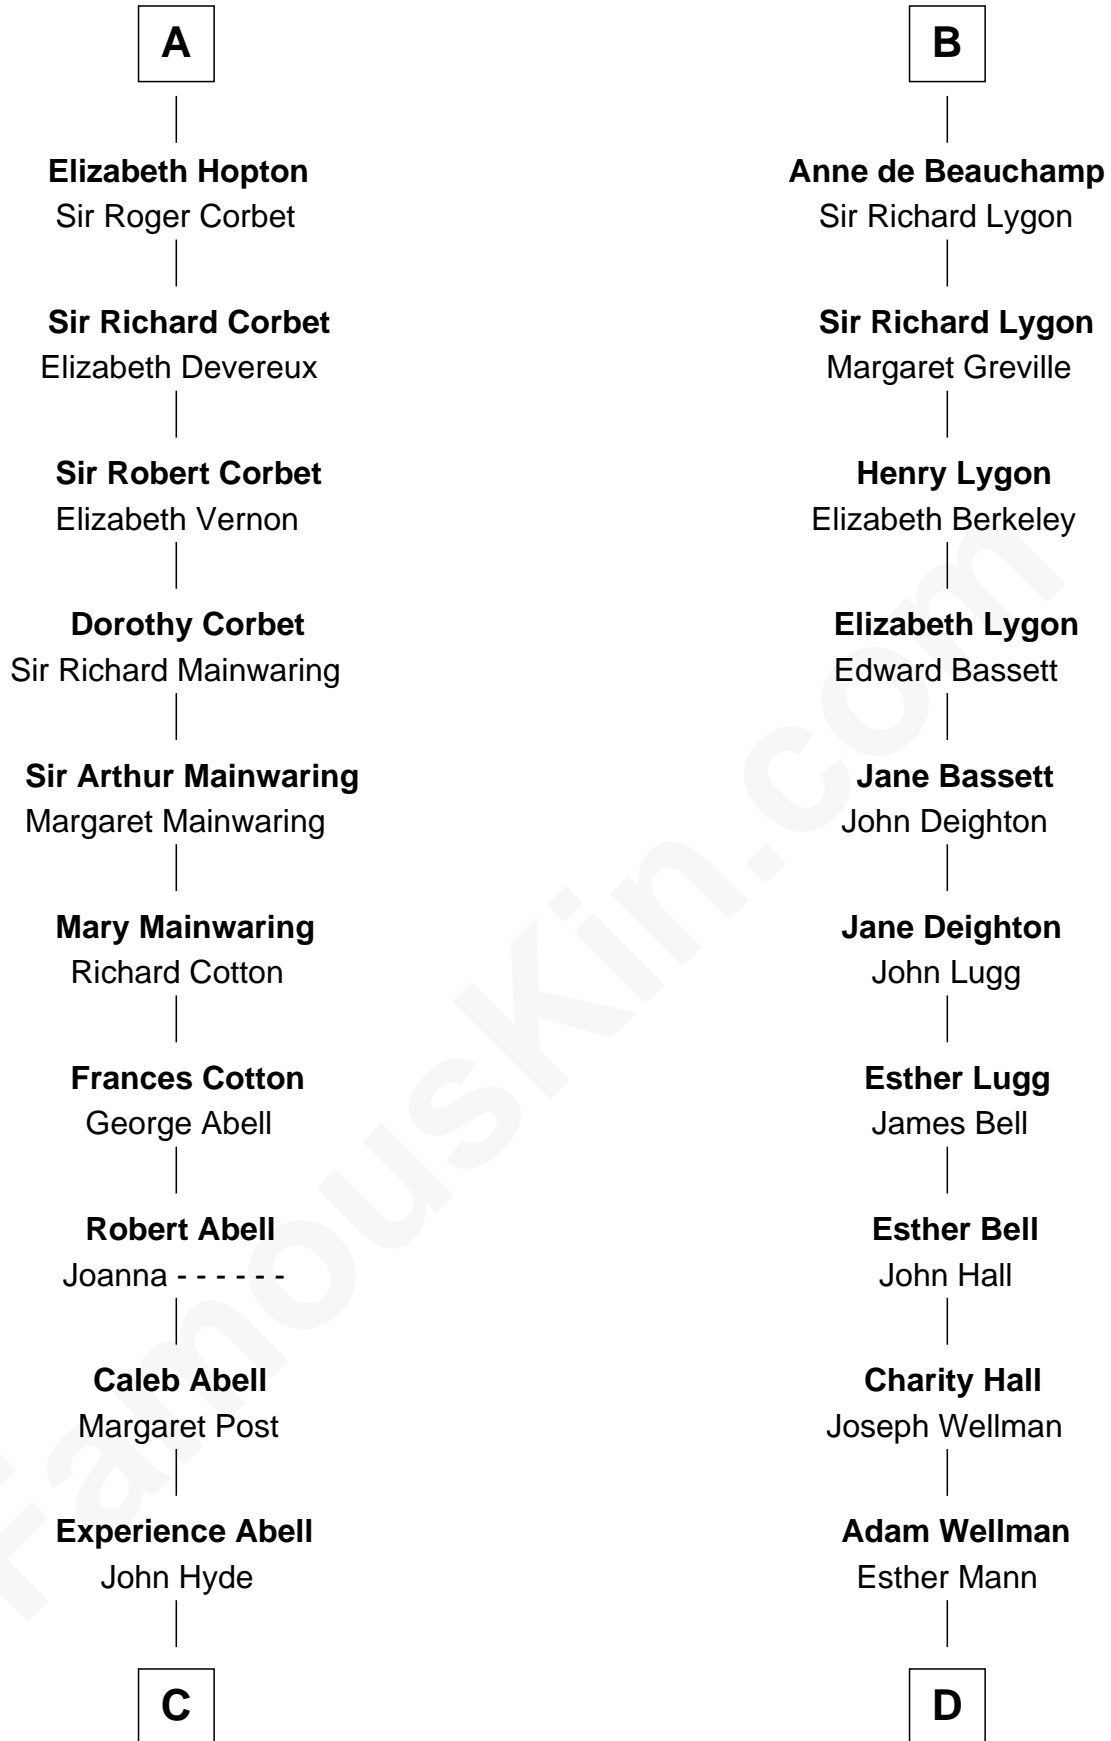 A
Elizabeth Hopton
Sir Roger Corbet
Sir Richard Corbet
Elizabeth Devereux
Sir Robert Corbet
Elizabeth Vernon
Dorothy Corbet
Sir Richard Mainwaring
Sir Arthur Mainwaring
Margaret Mainwaring
Mary Mainwaring
Richard Cotton
Frances Cotton
George Abell
Robert Abell
Joanna - - - - - -
Caleb Abell
Margaret Post
Experience Abell
John Hyde
C
B
Anne de Beauchamp
Sir Richard Lygon
Sir Richard Lygon
Margaret Greville
Henry Lygon
Elizabeth Berkeley
Elizabeth Lygon
Edward Bassett
Jane Bassett
John Deighton
Jane Deighton
John Lugg
Esther Lugg
James Bell
Esther Bell
John Hall
Charity Hall
Joseph Wellman
Adam Wellman
Esther Mann
D
FamousKin.com